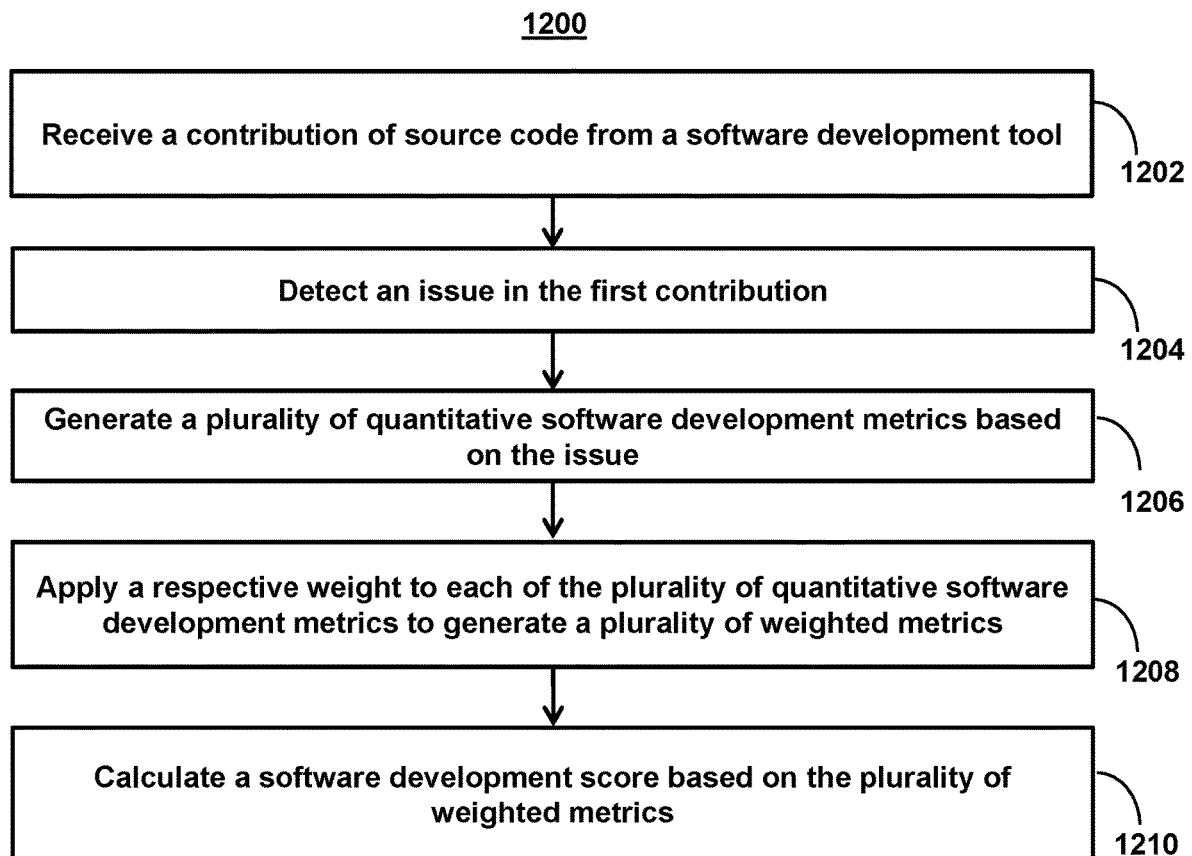 1200
Receive a contribution of source code from a software development tool
1202
Detect an issue in the first contribution
1204
Generate a plurality of quantitative software development metrics based
on the issue
1206
Apply a respective weight to each of the plurality of quantitative software
development metrics to generate a plurality of weighted metrics
1208
Calculate a software development score based on the plurality of
weighted metrics
1210